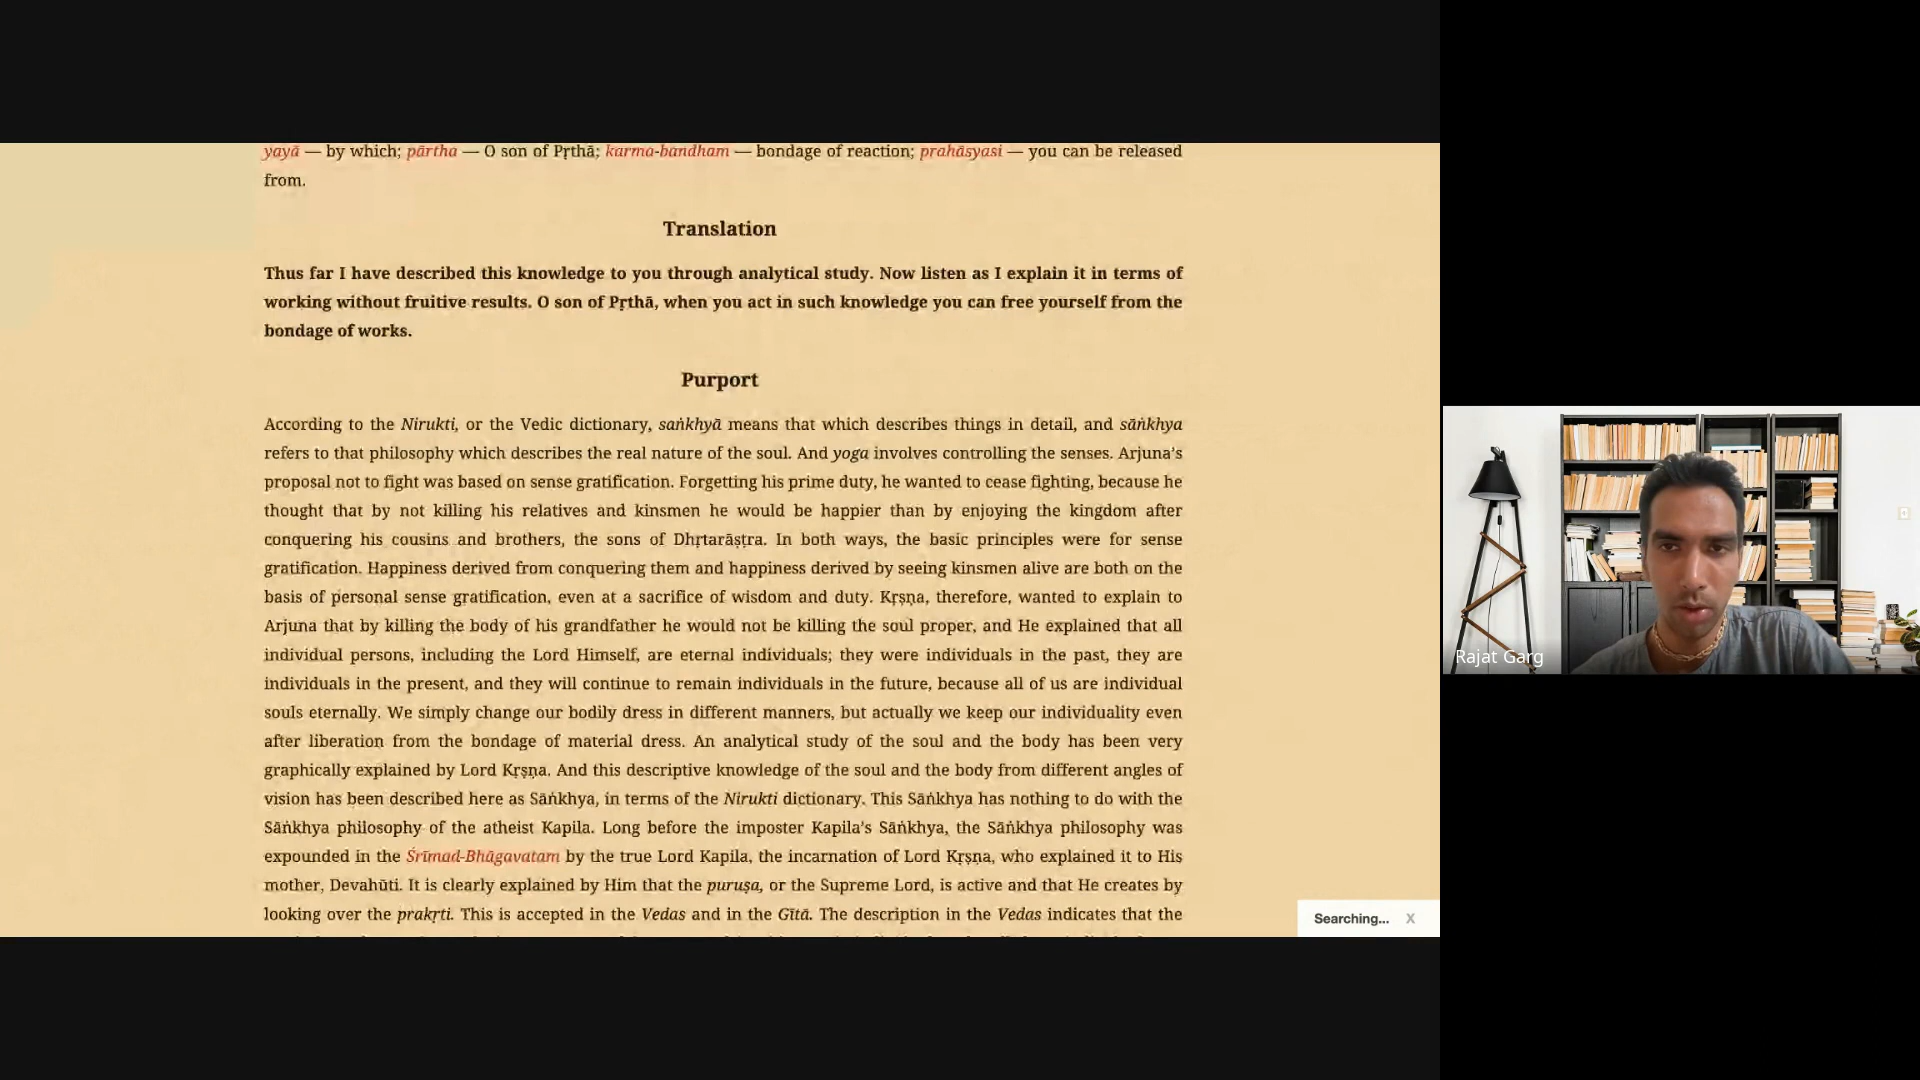 yayā — by which; pārtha — O son of Pṛthā; karma-bandham — bondage of reaction; prahāsyasi — you can be released
from.
Translation
Thus far I have described this knowledge to you through analytical study. Now listen as I explain it in terms of
working without fruitive results. O son of Pṛthā, when you act in such knowledge you can free yourself from the
bondage of works.
Purport
According to the Nirukti, or the Vedic dictionary, saṅkhyā means that which describes things in detail, and sāṅkhya
refers to that philosophy which describes the real nature of the soul. And yoga involves controlling the senses. Arjuna’s
proposal not to fight was based on sense gratification. Forgetting his prime duty, he wanted to cease fighting, because he
thought that by not killing his relatives and kinsmen he would be happier than by enjoying the kingdom after
conquering his cousins and brothers, the sons of Dhṛtarāṣṭra. In both ways, the basic principles were for sense
gratification. Happiness derived from conquering them and happiness derived by seeing kinsmen alive are both on the
basis of personal sense gratification, even at a sacrifice of wisdom and duty. Kṛṣṇa, therefore, wanted to explain to
Arjuna that by killing the body of his grandfather he would not be killing the soul proper, and He explained that all
individual persons, including the Lord Himself, are eternal individuals; they were individuals in the past, they are
individuals in the present, and they will continue to remain individuals in the future, because all of us are individual
souls eternally. We simply change our bodily dress in different manners, but actually we keep our individuality even
after liberation from the bondage of material dress. An analytical study of the soul and the body has been very
graphically explained by Lord Kṛṣṇa. And this descriptive knowledge of the soul and the body from different angles of
vision has been described here as Sāṅkhya, in terms of the Nirukti dictionary. This Sāṅkhya has nothing to do with the
Sāṅkhya philosophy of the atheist Kapila. Long before the imposter Kapila’s Sāṅkhya, the Sāṅkhya philosophy was
expounded in the Śrīmad-Bhāgavatam by the true Lord Kapila, the incarnation of Lord Kṛṣṇa, who explained it to His
mother, Devahūti. It is clearly explained by Him that the puruṣa, or the Supreme Lord, is active and that He creates by
looking over the prakṛti. This is accepted in the Vedas and in the Gītā. The description in the Vedas indicates that the
Searching... X
Rajat Garg